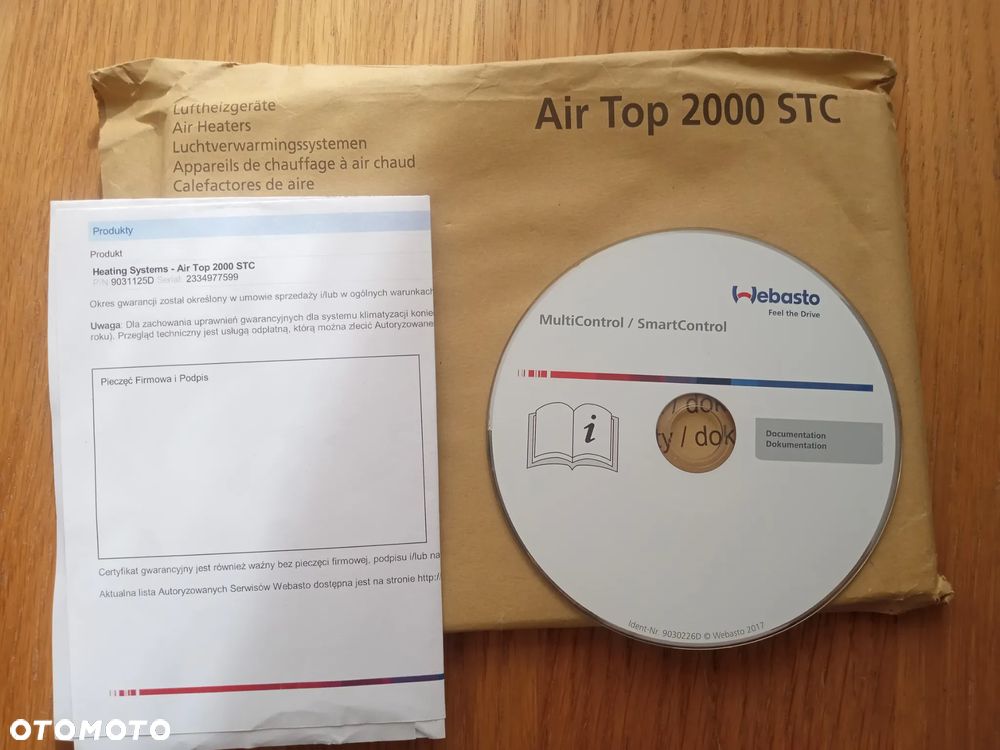 Luftheizgeräte
Air Heaters
Luchtverwarmingssystemen
Appareils de chauffage à air chaud
Calefactores de aire
Air Top 2000 STC
Produkty
Produkt
Heating Systems - Air Top 2000 STC
P/N 9031125D Serial: 2334977599
Okres gwarancji został określony w umowie sprzedaży i/lub w ogólnych warunkach
Uwaga: Dla zachowania uprawnień gwarancyjnych dla systemu klimatyzacji konie
roku). Przegląd techniczny jest usługą odpłatną, którą można zlecić Autoryzowane
Pieczęć Firmowa i Podpis
Certyfikat gwarancyjny jest również ważny bez pieczęci firmowej, podpisu i/lub na
Aktualna lista Autoryzowanych Serwisów Webasto dostępna jest na stronie http:/
Webasto
Feel the Drive
MultiControl / SmartControl
/ dok
y / dok
i
Documentation
Dokumentation
Ident-Nr. 9030226D © Webasto 2017
OTOMOTO